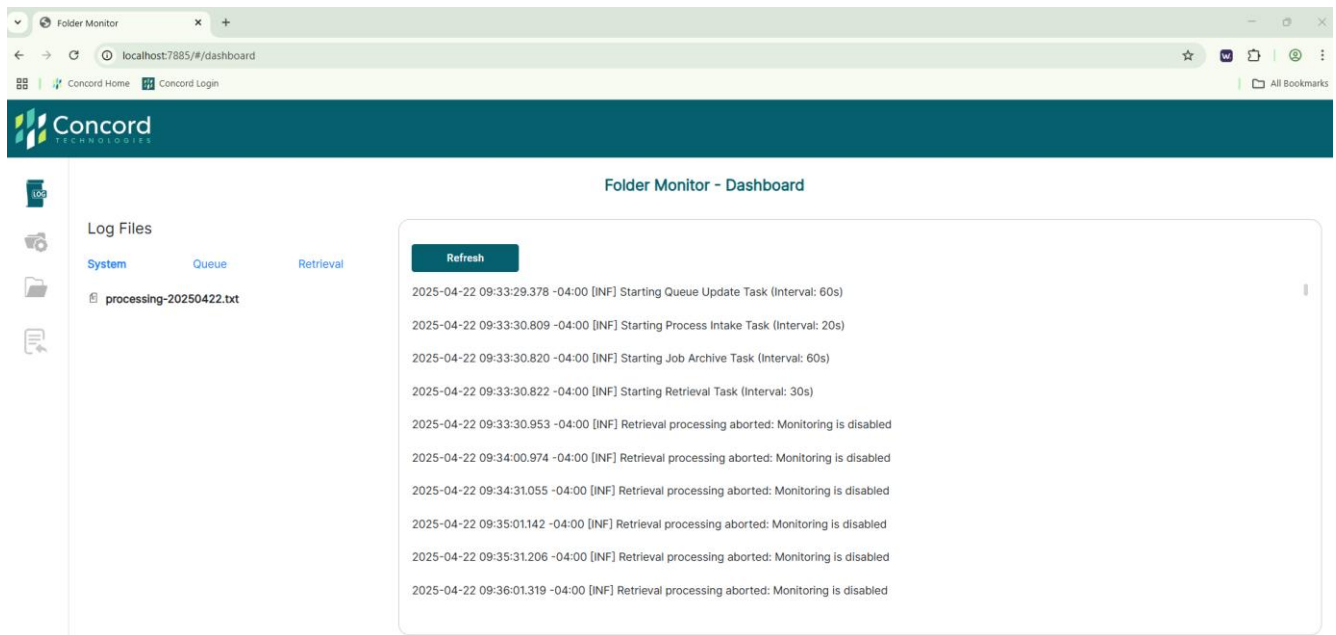 Folder Monitor
localhost:7885/#/dashboard
Concord Home Concord Login All Bookmarks
Concord
TECHNOLOGIES
Folder Monitor - Dashboard
LOG
Log Files
System Queue Retrieval
processing-20250422.txt
Refresh
2025-04-22 09:33:29.378 -04:00 [INF] Starting Queue Update Task (Interval: 60s)
2025-04-22 09:33:30.809 -04:00 [INF] Starting Process Intake Task (Interval: 20s)
2025-04-22 09:33:30.820 -04:00 [INF] Starting Job Archive Task (Interval: 60s)
2025-04-22 09:33:30.822 -04:00 [INF] Starting Retrieval Task (Interval: 30s)
2025-04-22 09:33:30.953 -04:00 [INF] Retrieval processing aborted: Monitoring is disabled
2025-04-22 09:34:00.974 -04:00 [INF] Retrieval processing aborted: Monitoring is disabled
2025-04-22 09:34:31.055 -04:00 [INF] Retrieval processing aborted: Monitoring is disabled
2025-04-22 09:35:01.142 -04:00 [INF] Retrieval processing aborted: Monitoring is disabled
2025-04-22 09:35:31.206 -04:00 [INF] Retrieval processing aborted: Monitoring is disabled
2025-04-22 09:36:01.319 -04:00 [INF] Retrieval processing aborted: Monitoring is disabled